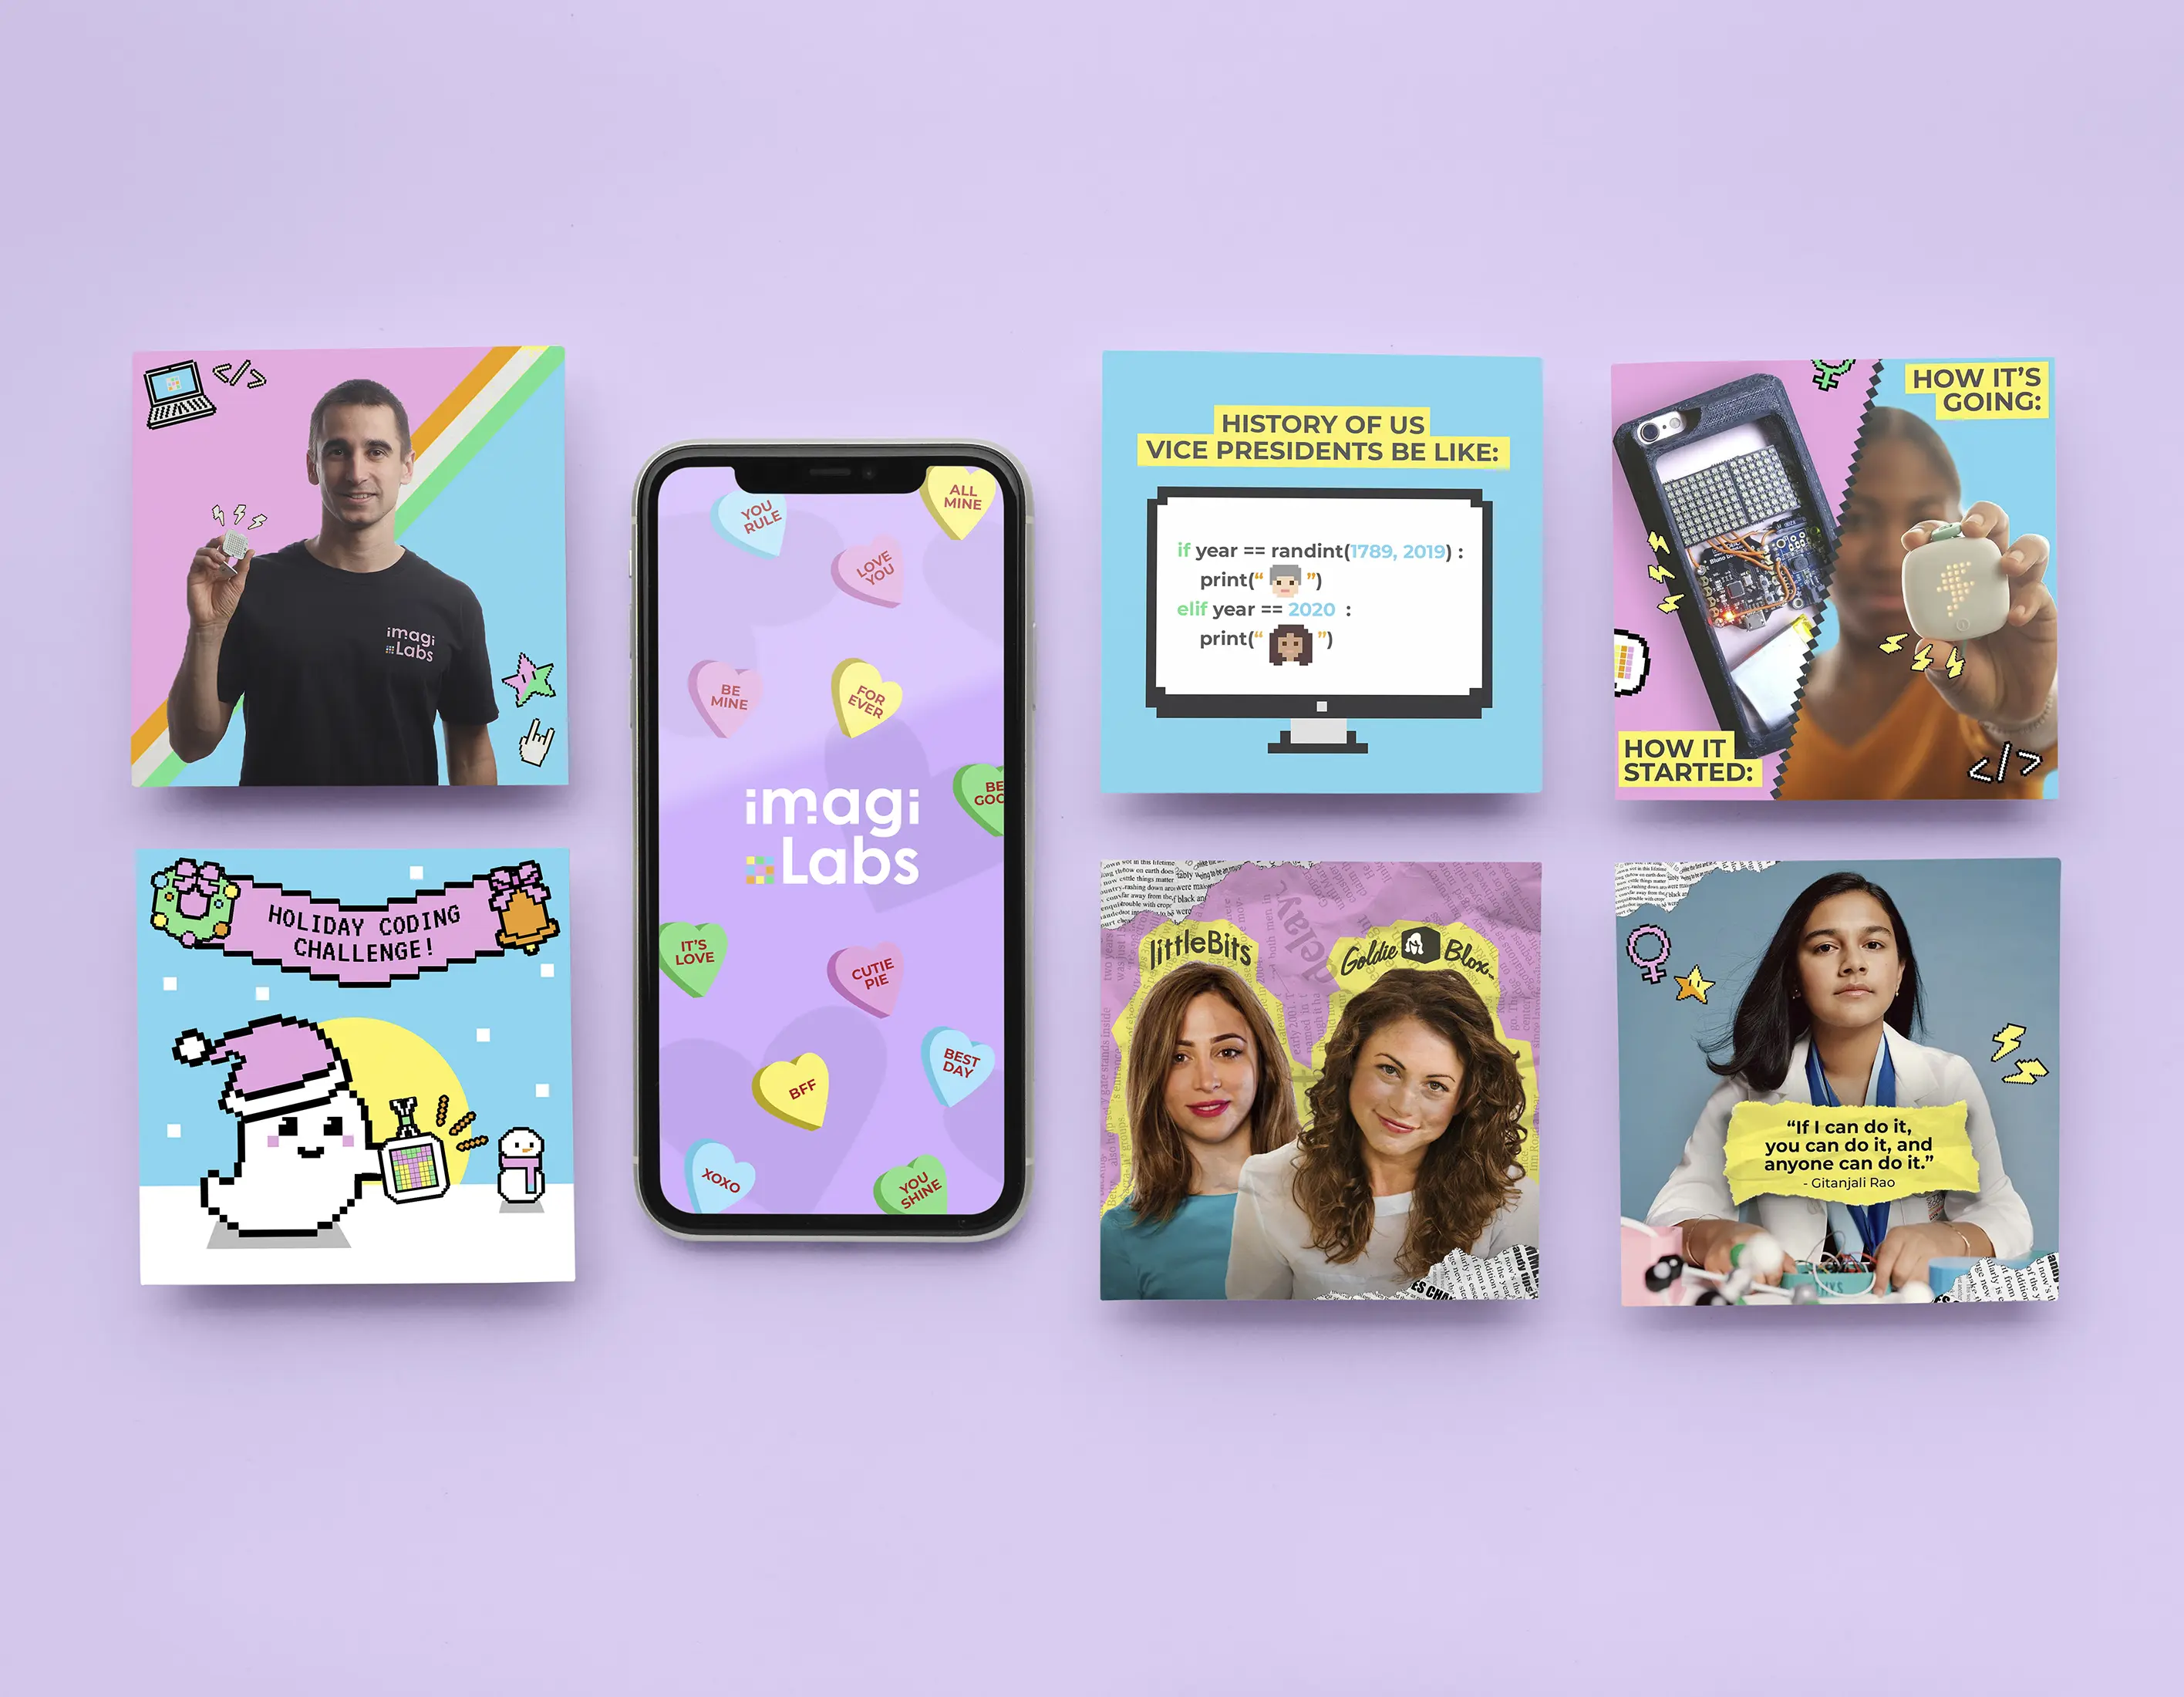 imagi
Labs
HOLIDAY CODING
CHALLENGE!
YOU
RULE
ALL
MINE
LOVE
YOU
BE
MINE
FOR
EVER
BE
GOO
imagi
Labs
IT'S
LOVE
CUTIE
PIE
BFF
BEST
DAY
XOXO
YOU
SHINE
HISTORY OF US
VICE PRESIDENTS BE LIKE:
if year == randint(1789, 2019) :
print(“ ”)
elif year == 2020 :
print(“ ”)
HOW IT'S
GOING:
HOW IT
STARTED:
</>
</>
littleBits
Goldie Blox
delay
“If I can do it,
you can do it, and
anyone can do it.”
- Gitanjali Rao